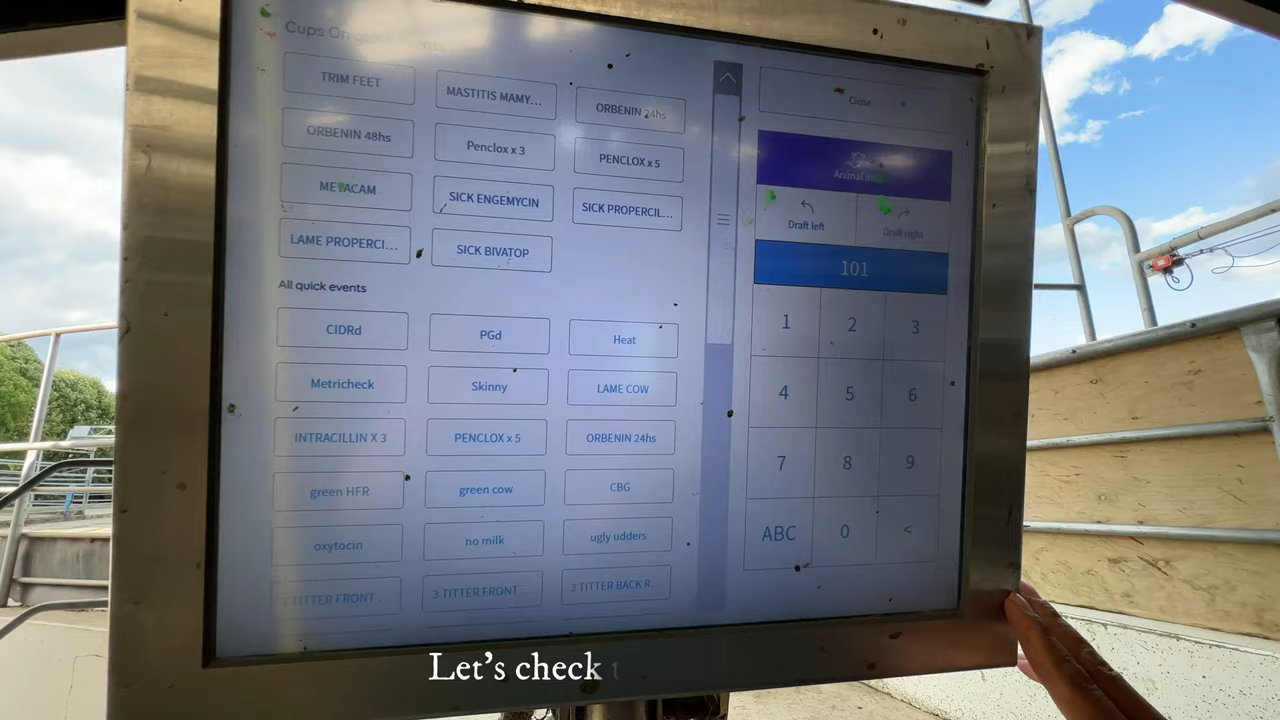 Cups O
TRIM FEET
MASTITIS MAMY...
ORBENIN 24hs
ORBENIN 48hs
Penclox x 3
PENCLOX x 5
METACAM
SICK ENGEMYCIN
SICK PROPERCIL...
LAME PROPERCI...
SICK BIVATOP
All quick events
CIDRd
PGd
Heat
Metricheck
Skinny
LAME COW
INTRACILLIN X 3
PENCLOX x 5
ORBENIN 24hs
green HFR
green cow
CBG
oxytocin
no milk
ugly udders
3 TITTER FRONT .
3 TITTER FRONT
3 TITTER BACK R
Close
Animal
Draft left
Draft right
101
1 2 3
4 5 6
7 8 9
ABC 0 <
Let's check